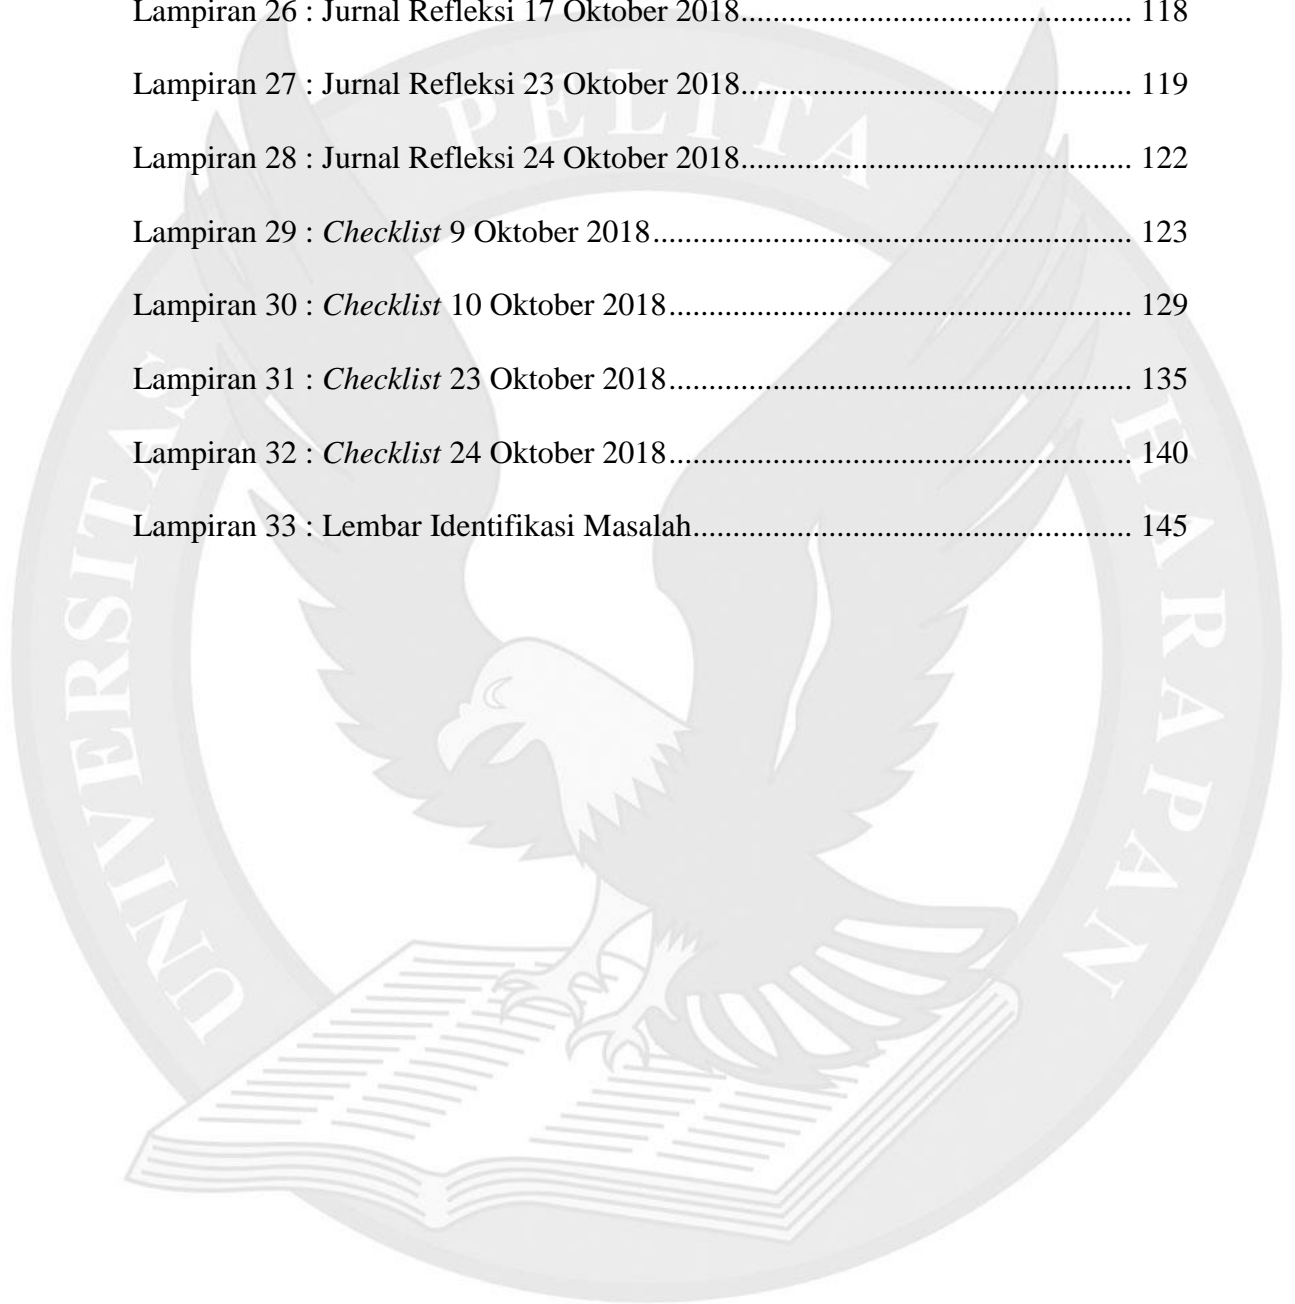 Lampiran 26 : Jurnal Refleksi 17 Oktober 2018.................................................. 118
Lampiran 27 : Jurnal Refleksi 23 Oktober 2018.................................................. 119
Lampiran 28 : Jurnal Refleksi 24 Oktober 2018.................................................. 122
Lampiran 29 : Checklist 9 Oktober 2018............................................................. 123
Lampiran 30 : Checklist 10 Oktober 2018........................................................... 129
Lampiran 31 : Checklist 23 Oktober 2018........................................................... 135
Lampiran 32 : Checklist 24 Oktober 2018........................................................... 140
Lampiran 33 : Lembar Identifikasi Masalah........................................................ 145
UNIVERSITAS PELITA HARAPAN